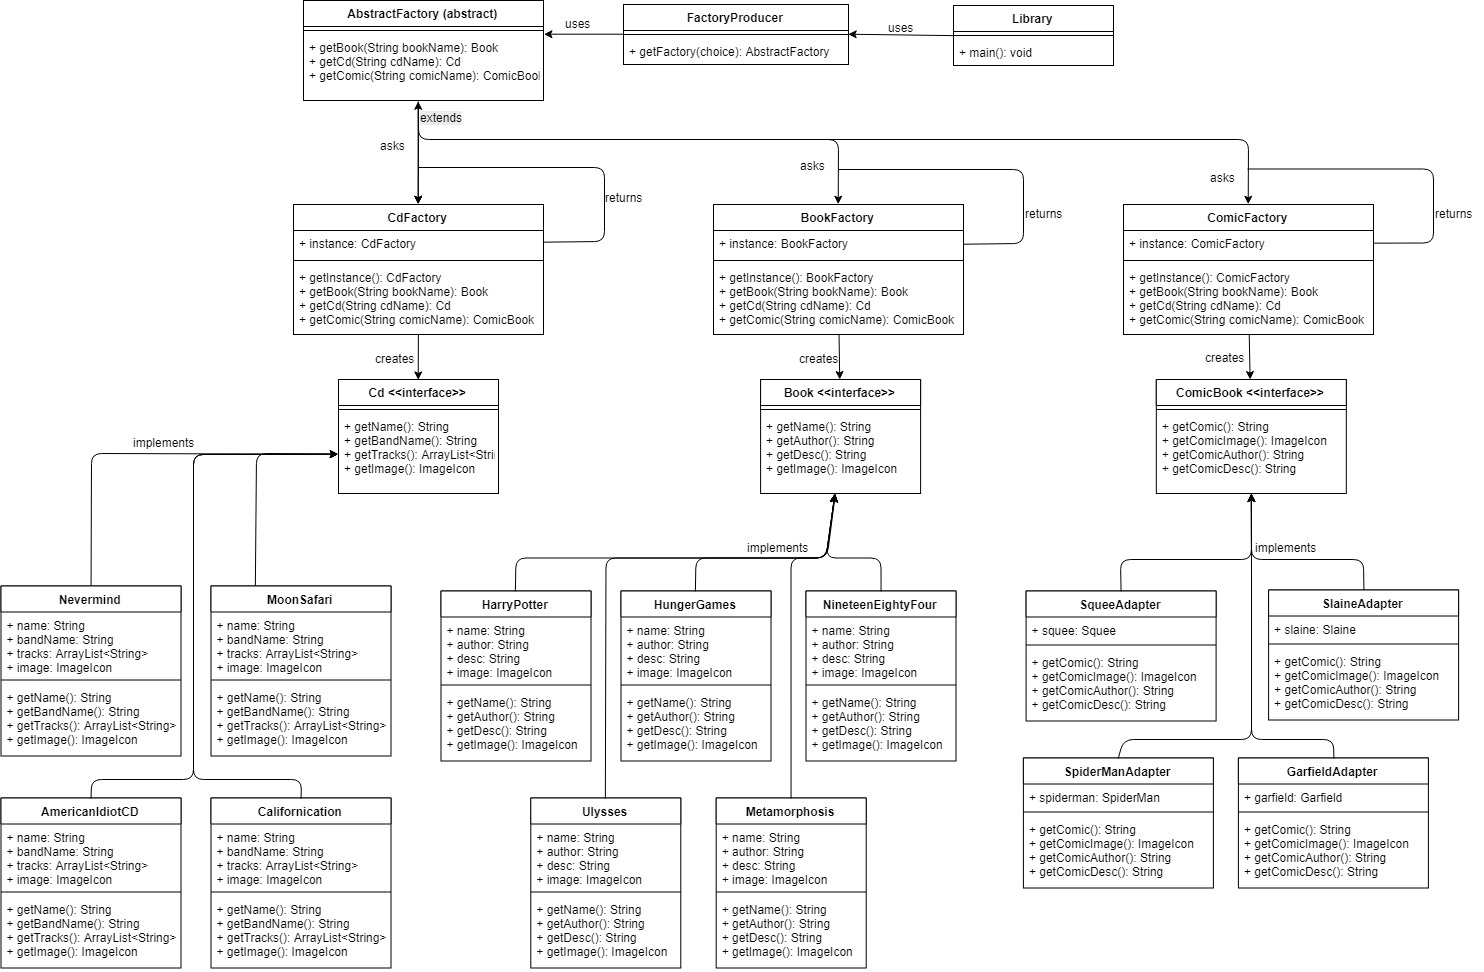 AbstractFactory (abstract)
+ getBook(String bookName): Book
+ getCd(String cdName): Cd
+ getComic(String comicName): ComicBool
uses
FactoryProducer
+ getFactory(choice): AbstractFactory
uses
Library
+ main(): void
extends
asks
returns
asks
returns
asks
returns
CdFactory
+ instance: CdFactory
+ getInstance(): CdFactory
+ getBook(String bookName): Book
+ getCd(String cdName): Cd
+ getComic(String comicName): ComicBook
BookFactory
+ instance: BookFactory
+ getInstance(): BookFactory
+ getBook(String bookName): Book
+ getCd(String cdName): Cd
+ getComic(String comicName): ComicBook
ComicFactory
+ instance: ComicFactory
+ getInstance(): ComicFactory
+ getBook(String bookName): Book
+ getCd(String cdName): Cd
+ getComic(String comicName): ComicBook
creates
creates
creates
Cd <<interface>>
+ getName(): String
+ getBandName(): String
+ getTracks(): ArrayList<Stri
+ getImage(): ImageIcon
Book <<interface>>
+ getName(): String
+ getAuthor(): String
+ getDesc(): String
+ getImage(): ImageIcon
ComicBook <<interface>>
+ getComic(): String
+ getComicImage(): ImageIcon
+ getComicAuthor(): String
+ getComicDesc(): String
implements
implements
implements
Nevermind
+ name: String
+ bandName: String
+ tracks: ArrayList<String>
+ image: ImageIcon
+ getName(): String
+ getBandName(): String
+ getTracks(): ArrayList<String>
+ getImage(): ImageIcon
MoonSafari
+ name: String
+ bandName: String
+ tracks: ArrayList<String>
+ image: ImageIcon
+ getName(): String
+ getBandName(): String
+ getTracks(): ArrayList<String>
+ getImage(): ImageIcon
HarryPotter
+ name: String
+ author: String
+ desc: String
+ image: ImageIcon
+ getName(): String
+ getAuthor(): String
+ getDesc(): String
+ getImage(): ImageIcon
HungerGames
+ name: String
+ author: String
+ desc: String
+ image: ImageIcon
+ getName(): String
+ getAuthor(): String
+ getDesc(): String
+ getImage(): ImageIcon
NineteenEightyFour
+ name: String
+ author: String
+ desc: String
+ image: ImageIcon
+ getName(): String
+ getAuthor(): String
+ getDesc(): String
+ getImage(): ImageIcon
SqueeAdapter
+ squee: Squee
+ getComic(): String
+ getComicImage(): ImageIcon
+ getComicAuthor(): String
+ getComicDesc(): String
SlaineAdapter
+ slaine: Slaine
+ getComic(): String
+ getComicImage(): ImageIcon
+ getComicAuthor(): String
+ getComicDesc(): String
AmericanIdiotCD
+ name: String
+ bandName: String
+ tracks: ArrayList<String>
+ image: ImageIcon
+ getName(): String
+ getBandName(): String
+ getTracks(): ArrayList<String>
+ getImage(): ImageIcon
Californication
+ name: String
+ bandName: String
+ tracks: ArrayList<String>
+ image: ImageIcon
+ getName(): String
+ getBandName(): String
+ getTracks(): ArrayList<String>
+ getImage(): ImageIcon
Ulysses
+ name: String
+ author: String
+ desc: String
+ image: ImageIcon
+ getName(): String
+ getAuthor(): String
+ getDesc(): String
+ getImage(): ImageIcon
Metamorphosis
+ name: String
+ author: String
+ desc: String
+ image: ImageIcon
+ getName(): String
+ getAuthor(): String
+ getDesc(): String
+ getImage(): ImageIcon
SpiderManAdapter
+ spiderman: SpiderMan
+ getComic(): String
+ getComicImage(): ImageIcon
+ getComicAuthor(): String
+ getComicDesc(): String
GarfieldAdapter
+ garfield: Garfield
+ getComic(): String
+ getComicImage(): ImageIcon
+ getComicAuthor(): String
+ getComicDesc(): String